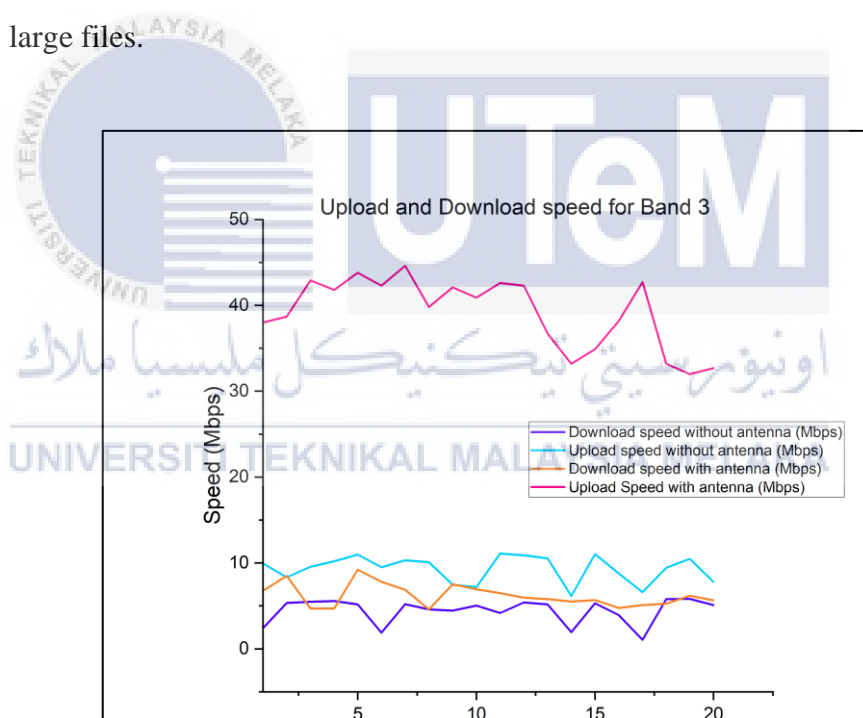 large files.
UNIVERSITI TEKNIKAL MALAYSIA MELAKA
UTeM
Upload and Download speed for Band 3
50
40
30
20
10
0
Speed (Mbps)
اونيۏرسيتي تيكنيكل مليسيا ملاك
UNIVERSITI TEKNIKAL MALAYSIA MELAKA
Download speed without antenna (Mbps)
Upload speed without antenna (Mbps)
Download speed with antenna (Mbps)
Upload Speed with antenna (Mbps)
5
10
15
20